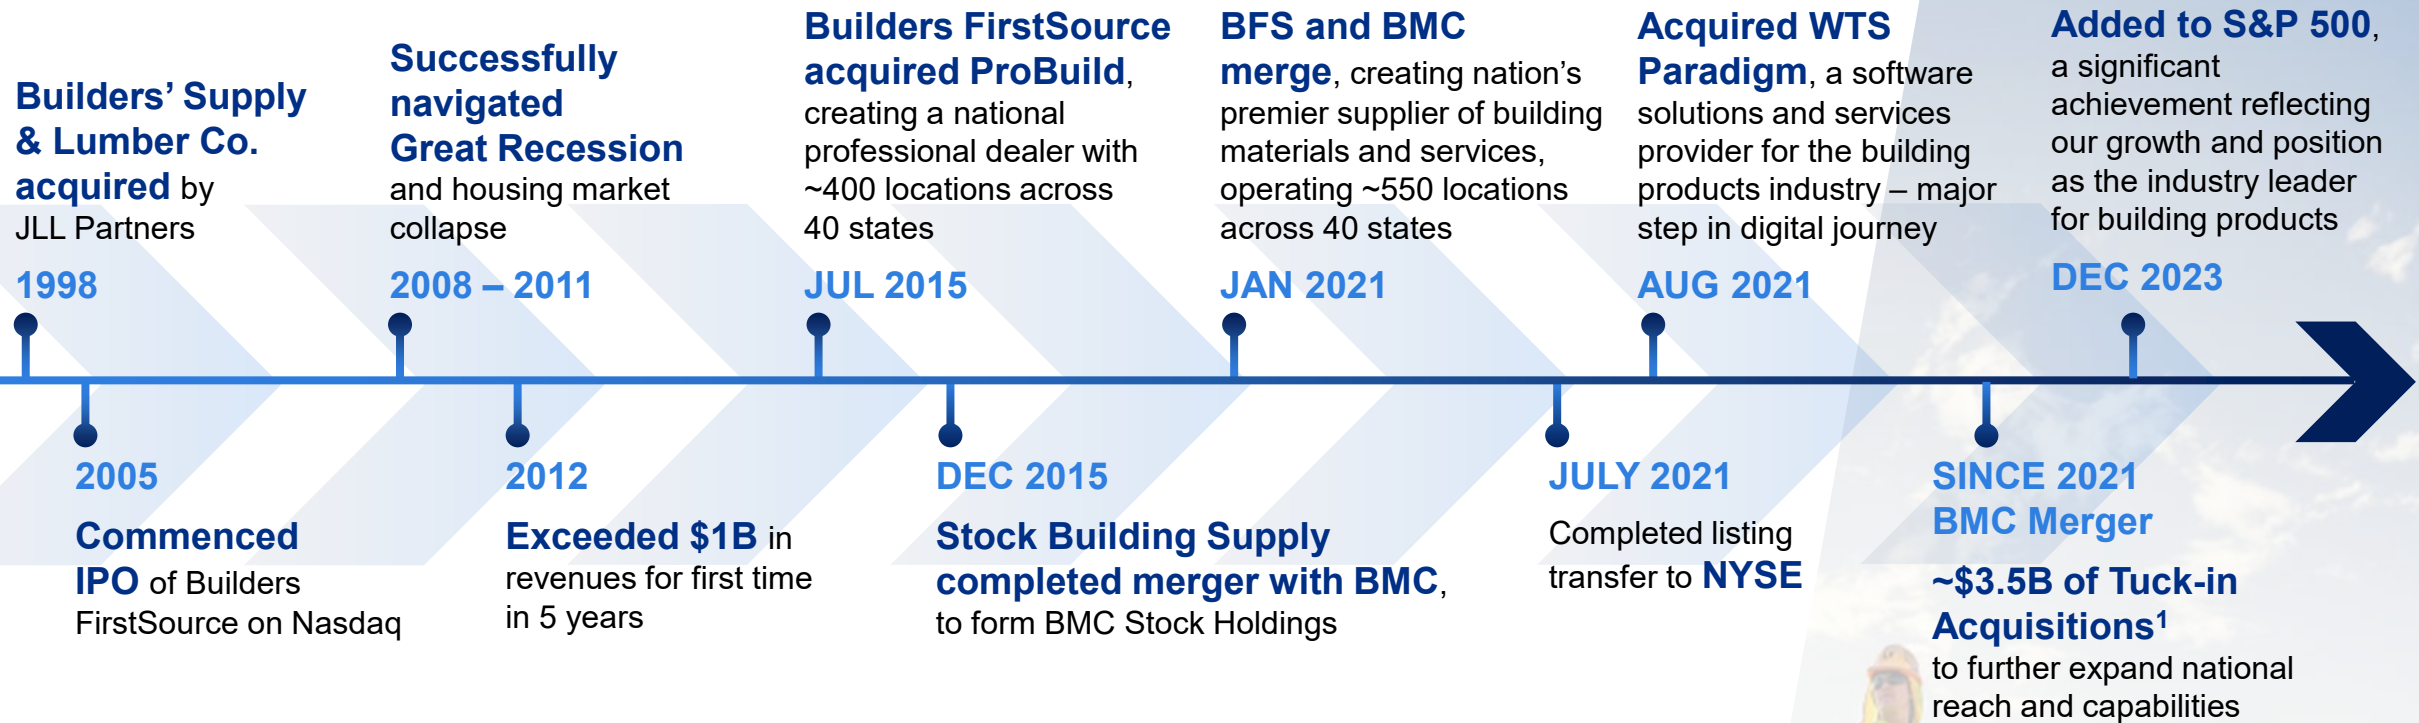 Builders’ Supply
& Lumber Co.
acquired by
JLL Partners
1998
Successfully
navigated
Great Recession
and housing market
collapse
2008 – 2011
Builders FirstSource
acquired ProBuild,
creating a national
professional dealer with
~400 locations across
40 states
JUL 2015
BFS and BMC
merge, creating nation’s
premier supplier of building
materials and services,
operating ~550 locations
across 40 states
JAN 2021
Acquired WTS
Paradigm, a software
solutions and services
provider for the building
products industry – major
step in digital journey
AUG 2021
Added to S&P 500,
a significant
achievement reflecting
our growth and position
as the industry leader
for building products
DEC 2023
2005
Commenced
IPO of Builders
FirstSource on Nasdaq
2012
Exceeded $1B in
revenues for first time
in 5 years
DEC 2015
Stock Building Supply
completed merger with BMC,
to form BMC Stock Holdings
JULY 2021
Completed listing
transfer to NYSE
SINCE 2021
BMC Merger
~$3.5B of Tuck-in
Acquisitions¹
to further expand national
reach and capabilities